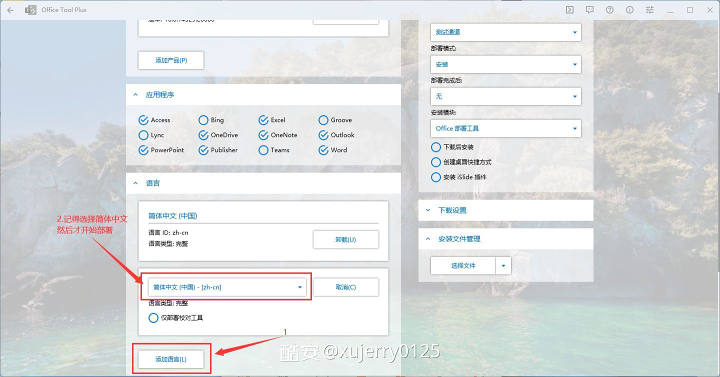 Office Tool Plus
添加产品(P)
应用程序
Access
Bing
Excel
Groove
Lync
OneDrive
OneNote
Outlook
PowerPoint
Publisher
Teams
Word
语言
简体中文 (中国)
语言 ID: zh-cn
语言类型: 完整
卸载(U)
2.记得选择简体中文
然后才开始部署
简体中文 (中国) - [zh-cn]
取消(C)
语言类型: 完整
仅部署校对工具
1
添加语言(L)
测试通道
部署模式:
安装
部署完成后:
无
安装模块:
Office 部署工具
下载后安装
创建桌面快捷方式
安装 iSlide 插件
下载设置
安装文件管理
选择文件
酷安 @xujerry0125